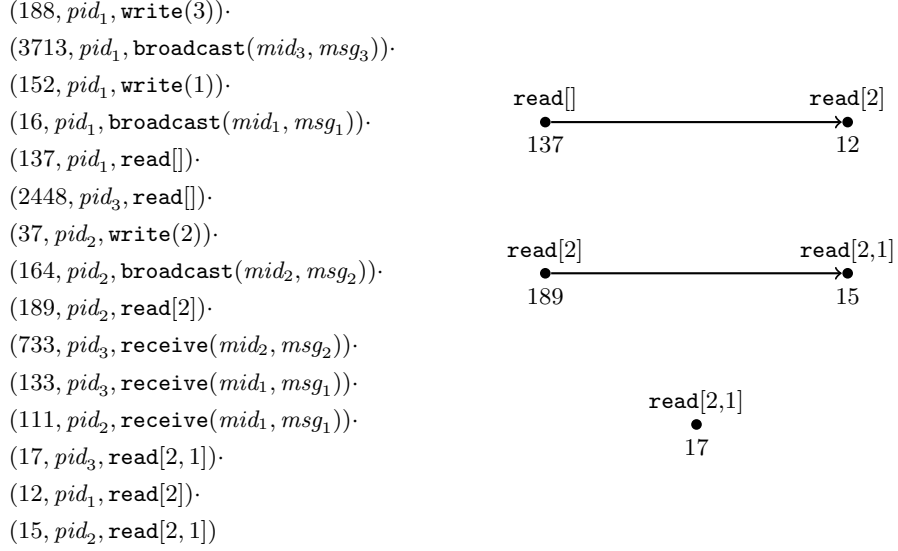 (188, pid₁, write(3))·
(3713, pid₁, broadcast(mid₃, msg₃))·
(152, pid₁, write(1))·
(16, pid₁, broadcast(mid₁, msg₁))·
(137, pid₁, read[])·
(2448, pid₃, read[])·
(37, pid₂, write(2))·
(164, pid₂, broadcast(mid₂, msg₂))·
(189, pid₂, read[2])·
(733, pid₃, receive(mid₂, msg₂))·
(133, pid₃, receive(mid₁, msg₁))·
(111, pid₂, receive(mid₁, msg₁))·
(17, pid₃, read[2, 1])·
(12, pid₁, read[2])·
(15, pid₂, read[2, 1])
read[] read[2]
137 12
read[2] read[2,1]
189 15
read[2,1]
17